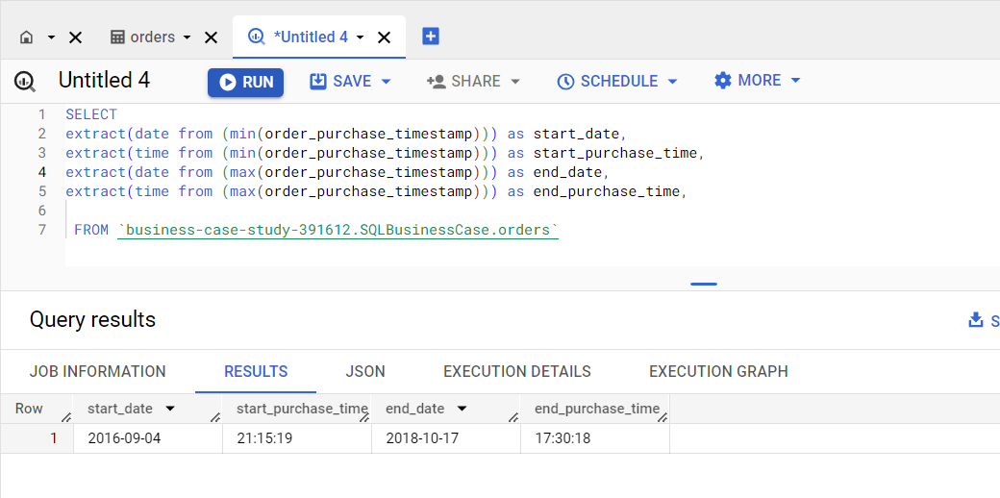 orders *Untitled 4
Untitled 4 RUN SAVE SHARE SCHEDULE MORE
1 SELECT
2 extract(date from (min(order_purchase_timestamp))) as start_date,
3 extract(time from (min(order_purchase_timestamp))) as start_purchase_time,
4 extract(date from (max(order_purchase_timestamp))) as end_date,
5 extract(time from (max(order_purchase_timestamp))) as end_purchase_time,
6
7 FROM `business-case-study-391612.SQLBusinessCase.orders`
Query results S
JOB INFORMATION RESULTS JSON EXECUTION DETAILS EXECUTION GRAPH
Row start_date start_purchase_time end_date end_purchase_time
1 2016-09-04 21:15:19 2018-10-17 17:30:18